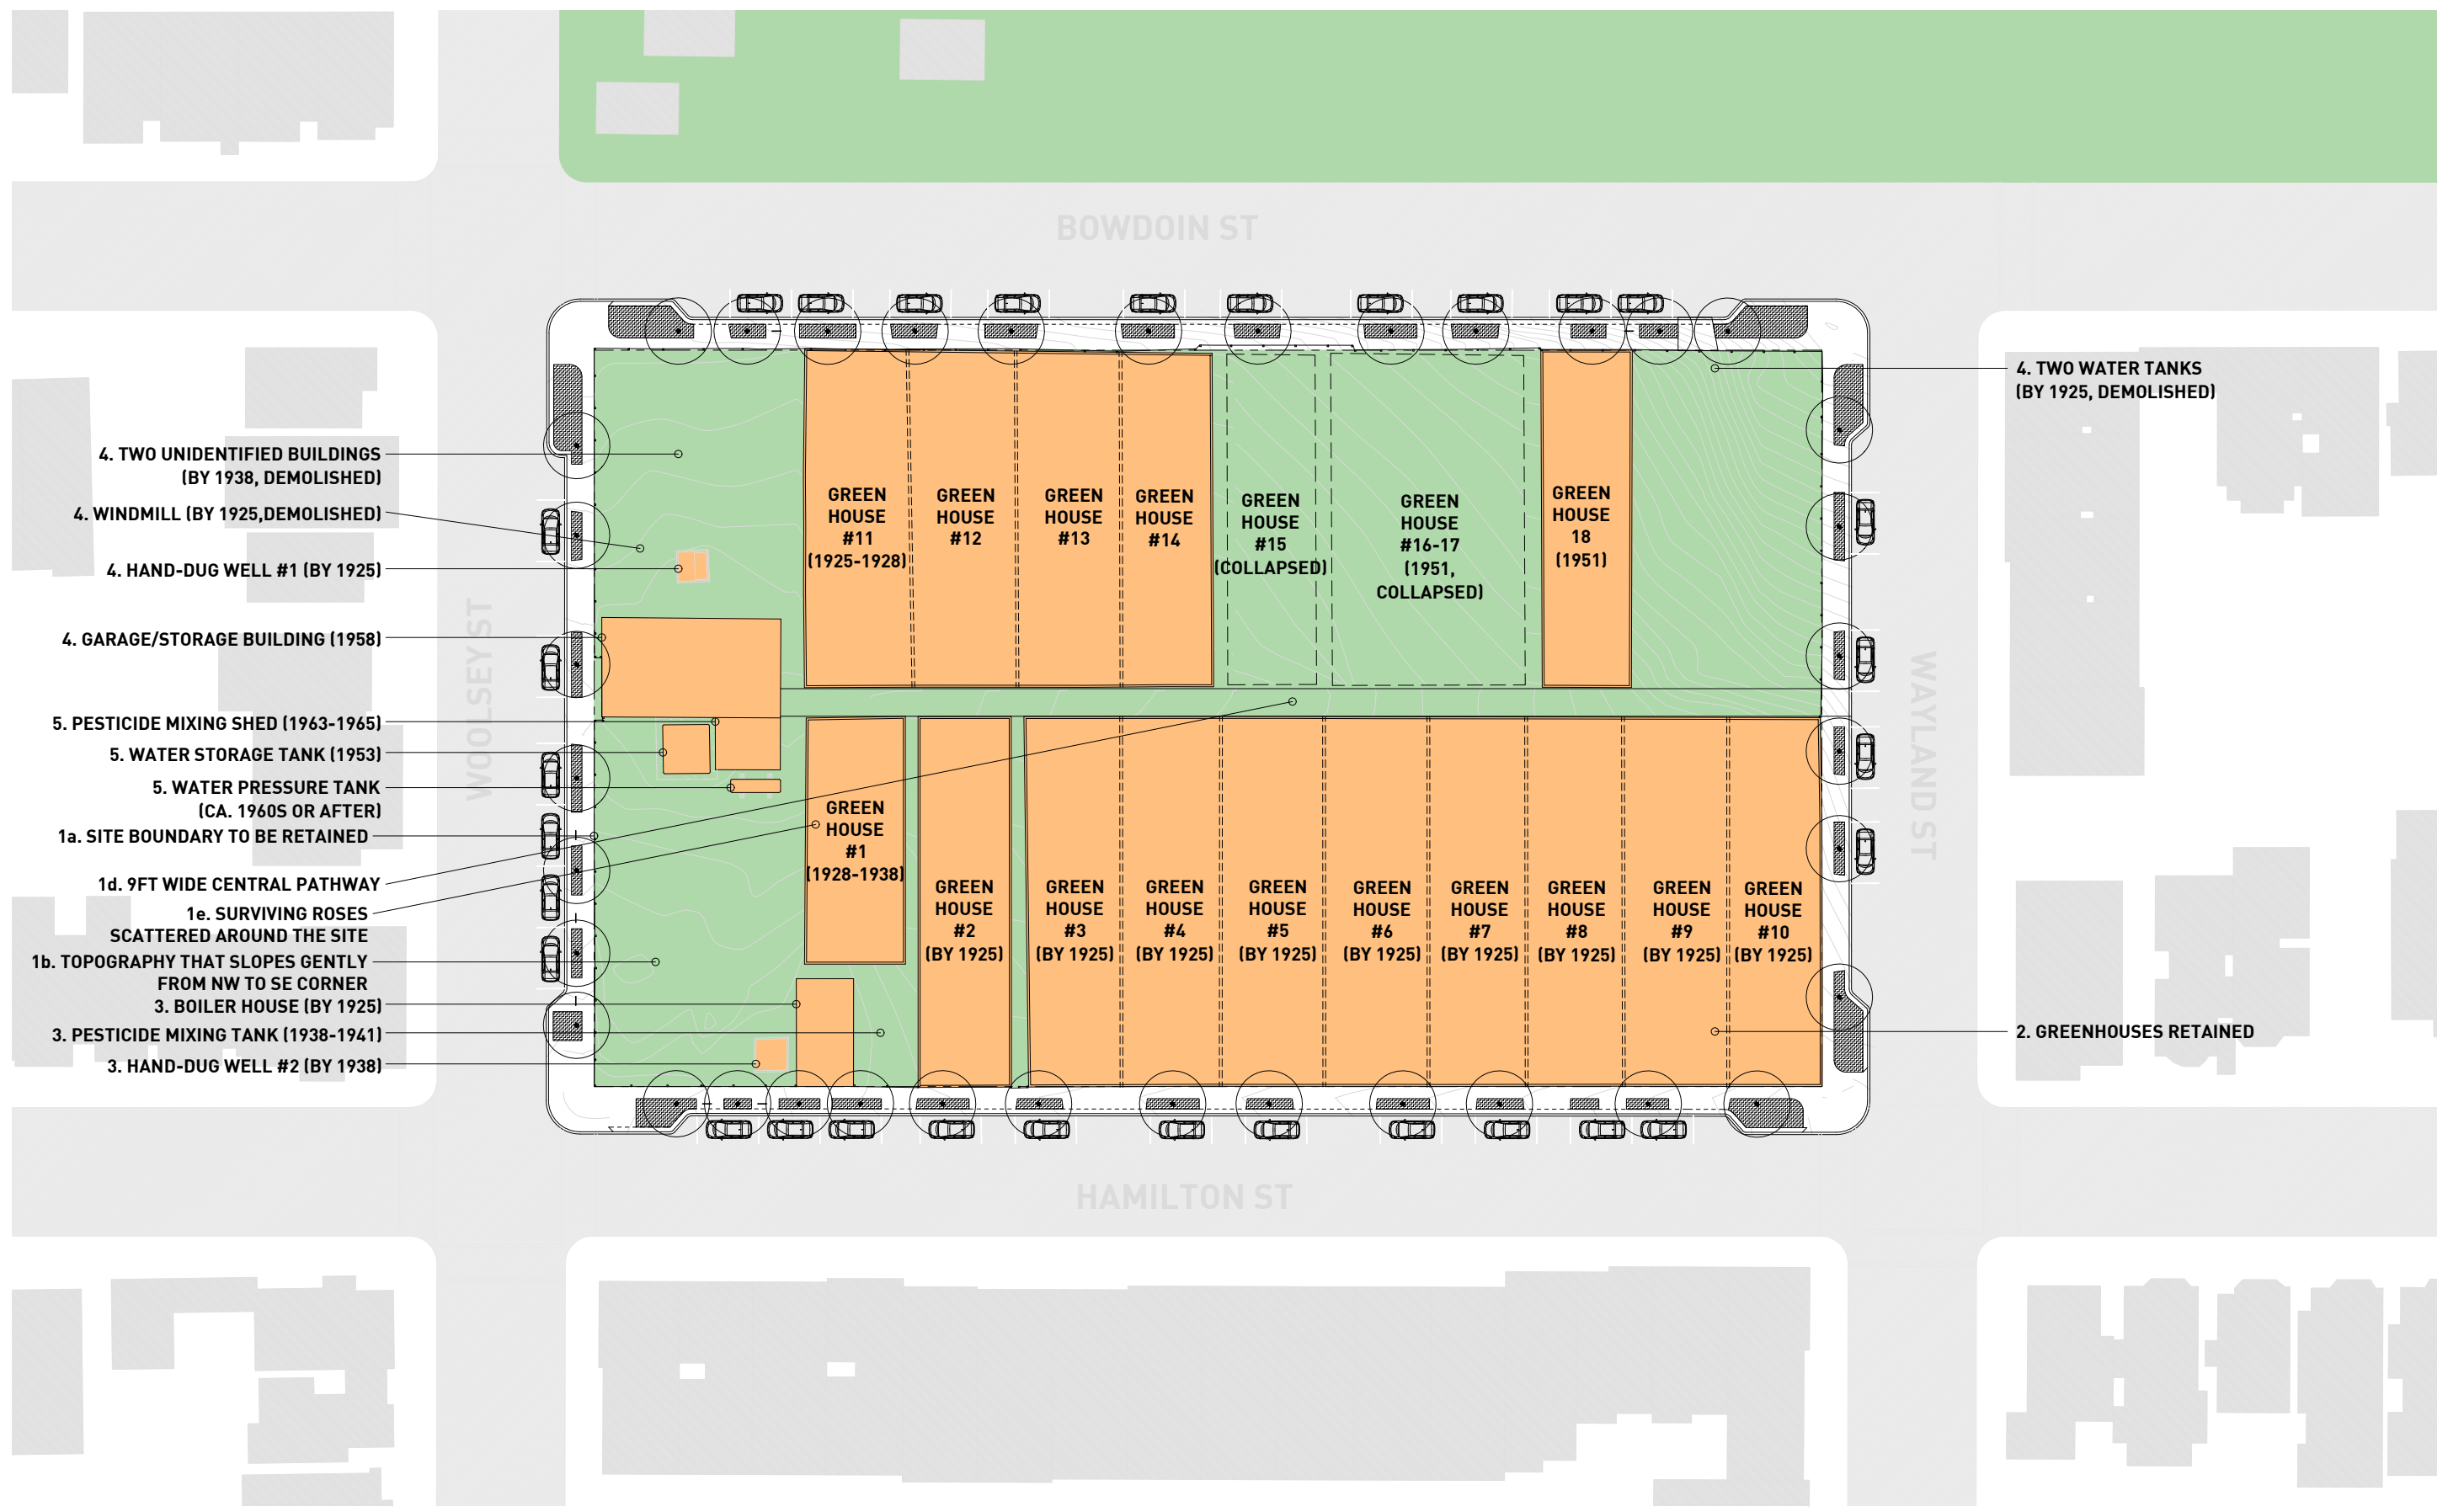 BOWDOIN ST
4. TWO WATER TANKS
(BY 1925, DEMOLISHED)
4. TWO UNIDENTIFIED BUILDINGS
(BY 1938, DEMOLISHED)
4. WINDMILL (BY 1925,DEMOLISHED)
4. HAND-DUG WELL #1 (BY 1925)
4. GARAGE/STORAGE BUILDING (1958)
5. PESTICIDE MIXING SHED (1963-1965)
5. WATER STORAGE TANK (1953)
5. WATER PRESSURE TANK
(CA. 1960S OR AFTER)
1a. SITE BOUNDARY TO BE RETAINED
1d. 9FT WIDE CENTRAL PATHWAY
1e. SURVIVING ROSES
SCATTERED AROUND THE SITE
1b. TOPOGRAPHY THAT SLOPES GENTLY
FROM NW TO SE CORNER
3. BOILER HOUSE (BY 1925)
3. PESTICIDE MIXING TANK (1938-1941)
3. HAND-DUG WELL #2 (BY 1938)
WOOLSEY ST
GREEN
HOUSE
#11
(1925-1928)
GREEN
HOUSE
#12
GREEN
HOUSE
#13
GREEN
HOUSE
#14
GREEN
HOUSE
#15
(COLLAPSED)
GREEN
HOUSE
#16-17
(1951,
COLLAPSED)
GREEN
HOUSE
18
(1951)
GREEN
HOUSE
#1
(1928-1938)
GREEN
HOUSE
#2
(BY 1925)
GREEN
HOUSE
#3
(BY 1925)
GREEN
HOUSE
#4
(BY 1925)
GREEN
HOUSE
#5
(BY 1925)
GREEN
HOUSE
#6
(BY 1925)
GREEN
HOUSE
#7
(BY 1925)
GREEN
HOUSE
#8
(BY 1925)
GREEN
HOUSE
#9
(BY 1925)
GREEN
HOUSE
#10
(BY 1925)
WAYLAND ST
2. GREENHOUSES RETAINED
HAMILTON ST